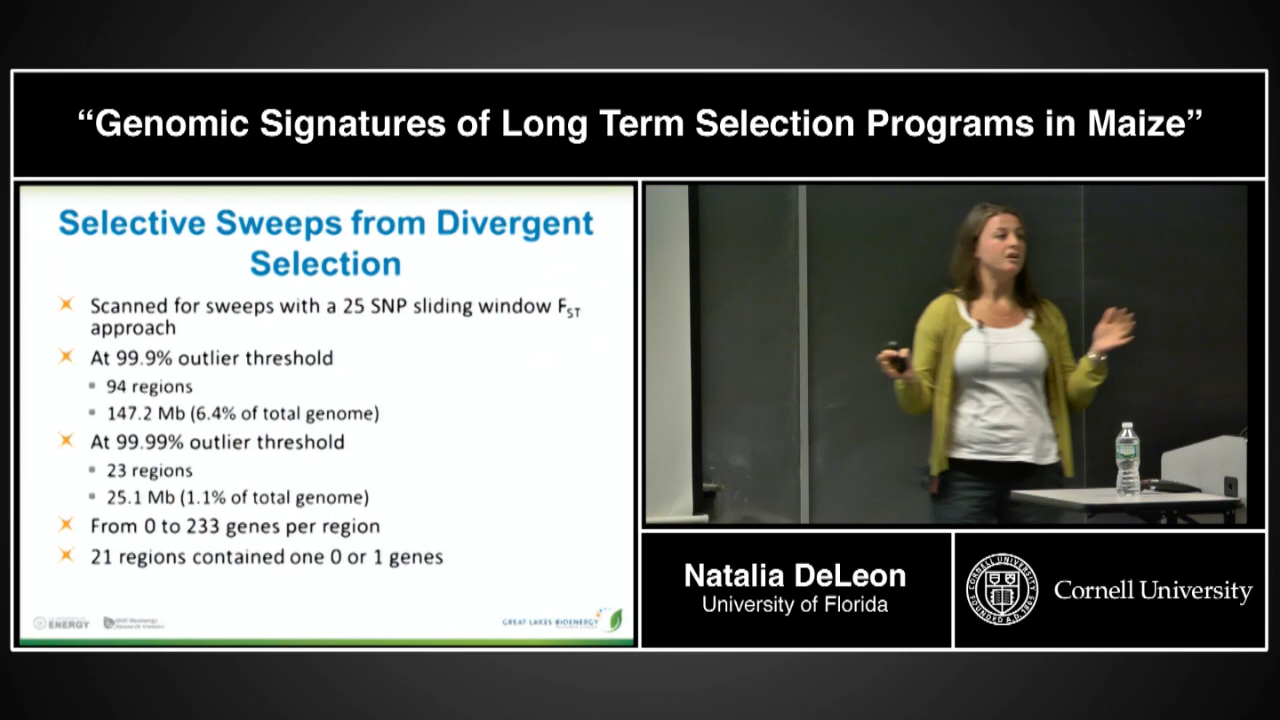 “Genomic Signatures of Long Term Selection Programs in Maize”
Selective Sweeps from Divergent
Selection
Scanned for sweeps with a 25 SNP sliding window FST
approach
At 99.9% outlier threshold
94 regions
147.2 Mb (6.4% of total genome)
At 99.99% outlier threshold
23 regions
25.1 Mb (1.1% of total genome)
From 0 to 233 genes per region
21 regions contained one 0 or 1 genes
ENERGY
GREAT LAKES BIOENERGY
Natalia DeLeon
University of Florida
CORNELL UNIVERSITY
FOUNDED A.D. 1865
Cornell University